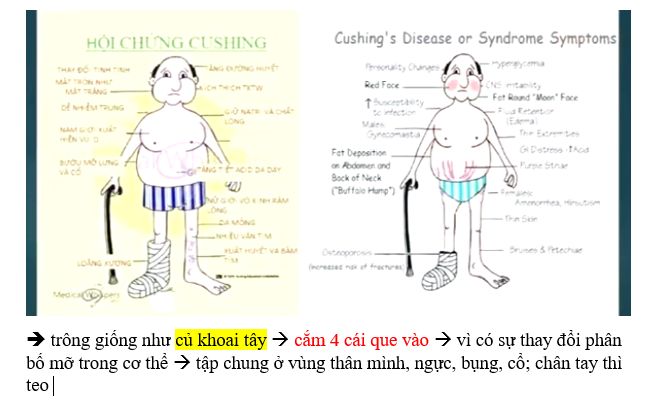 HỘI CHỨNG CUSHING
THAY ĐỔI TÍNH TÌNH
TĂNG ĐƯỜNG HUYẾT
MẶT TRÒN NHƯ
MẶT TRĂNG
KÍCH THÍCH TKTW
DỄ NHIỄM TRÙNG
GIỮ NATRI VÀ CHẤT
LỎNG
NAM GIỚI: XUẤT
HIỆN VÚ
BƯỚU MỠ LƯNG
VÀ CỔ
TĂNG TIẾT ACID DẠ DÀY
NỮ GIỚI: VÔ KINH, RẬM
LÔNG
DA MỎNG
NHIỀU VÂN TÍM
XUẤT HUYẾT VÀ BẦM
TÍM
LOÃNG XƯƠNG
Medical
Cushing's Disease or Syndrome Symptoms
Personality Changes
Hyperglycemia
Red Face
CNS Irritability
Fat Round "Moon" Face
↑ Susceptibility
to infection
Fluid Retention
(Edema)
Males:
Gynecomastia
Thin Extremities
GI Distress ↑Acid
Fat Deposition
on Abdomen and
Back of Neck
("Buffalo Hump")
Purple Striae
Females:
Amenorrhea, Hirsutism
Thin Skin
Osteoporosis
(increased risk of fractures)
Bruises & Petechiae
➔ trông giống như củ khoai tây → cắm 4 cái que vào → vì có sự thay đổi phân
bố mỡ trong cơ thể → tập chung ở vùng thân mình, ngực, bụng, cổ; chân tay thì
teo